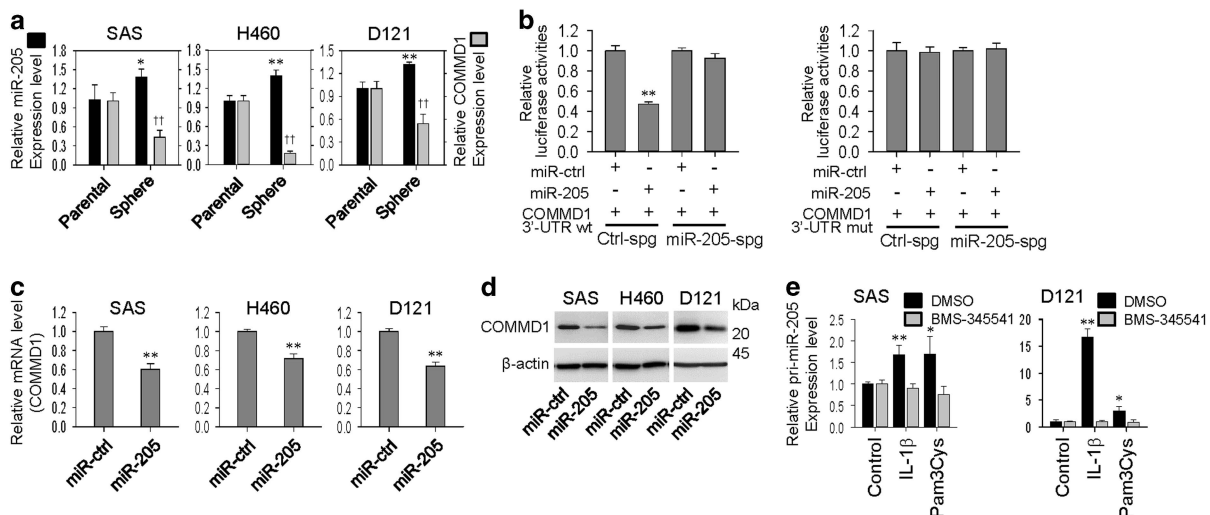 a
SAS
H460
D121
Relative miR-205
Expression level
1.8
1.5
1.2
0.9
0.6
0.3
0.0
*
††
Parental
Sphere
1.8
1.5
1.2
0.9
0.6
0.3
0.0
**
††
Parental
Sphere
1.5
1.2
0.9
0.6
0.3
0.0
**
††
Parental
Sphere
Relative COMMD1
Expression level
b
Relative
luciferase activities
1.2
1.0
0.8
0.6
0.4
0.2
0.0
**
miR-ctrl + - + -
miR-205 - + - +
COMMD1 + + + +
3'-UTR wt
Ctrl-spg miR-205-spg
Relative
luciferase activities
1.2
1.0
0.8
0.6
0.4
0.2
0.0
miR-ctrl + - + -
miR-205 - + - +
COMMD1 + + + +
3'-UTR mut
Ctrl-spg miR-205-spg
c
Relative mRNA level
(COMMD1)
SAS
1.2
1.0
0.8
0.6
0.4
0.2
0.0
**
miR-ctrl
miR-205
H460
1.2
1.0
0.8
0.6
0.4
0.2
0.0
**
miR-ctrl
miR-205
D121
1.2
1.0
0.8
0.6
0.4
0.2
0.0
**
miR-ctrl
miR-205
d
SAS H460 D121 kDa
COMMD1 20
45
β-actin
miR-ctrl
miR-205
miR-ctrl
miR-205
miR-ctrl
miR-205
e
SAS
DMSO
BMS-345541
Relative pri-miR-205
Expression level
2.5
2.0
1.5
1.0
0.5
0.0
**
*
Control
IL-1β
Pam3Cys
D121
DMSO
BMS-345541
20
15
10
5
0
**
*
Control
IL-1β
Pam3Cys